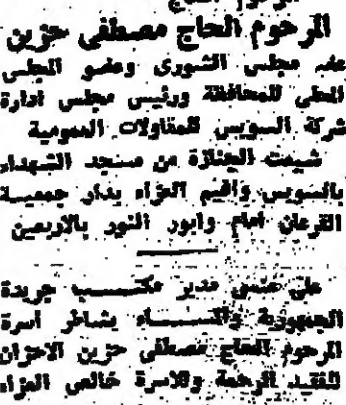 المرحوم الحاج مصطفى حزين
عضو مجلس الشورى وعضو المجلس
المحلى للمحافظة ورئيس مجلس ادارة
شركة السويس للمقاولات العمومية
شيعت الجنازة من مسجد الشهداء
بالسويس واقيم العزاء بدار جمعية
القرعان امام وابور النور بالاربعين
على مدير مكتب جريدة
الجمهورية والمساء يشاطر أسرة
المرحوم الحاج مصطفى حزين الاحزان
للفقيد الرحمة وللاسرة خالص العزاء